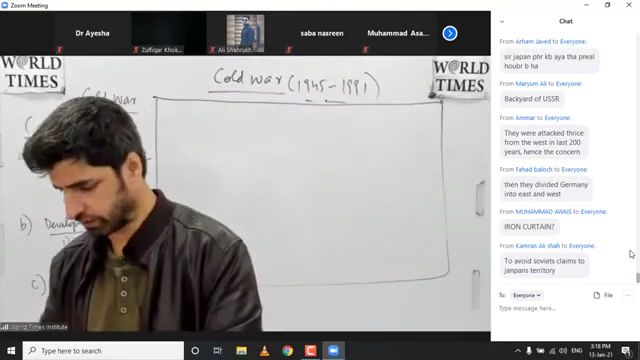 Zoom Meeting
Dr Ayesha
Zulfiqar Khok...
Ali Shahrukh
saba nasreen
Muhammad Asa...
WORLD
TIMES
Cold war (1945-1991)
WORLD
TIMES
Cold war
b) Develop
c)
World Times Institute
Chat
From Arham Javed to Everyone:
sir japan phr kb aya tha preal
houbr b ha
From Maryum Ali to Everyone:
Backyard of USSR
From Ammar to Everyone:
They were attacked thrice
from the west in last 200
years, hence the concern
From Fahad baloch to Everyone:
then they divided Germany
into east and west
From MUHAMMAD AWAIS to Everyone:
IRON CURTAIN?
From Kamran Ali shah to Everyone:
To avoid soviets claims to
janpans territory
To: Everyone
File
Type message here...
Type here to search
ENG
3:18 PM
13-Jan-21